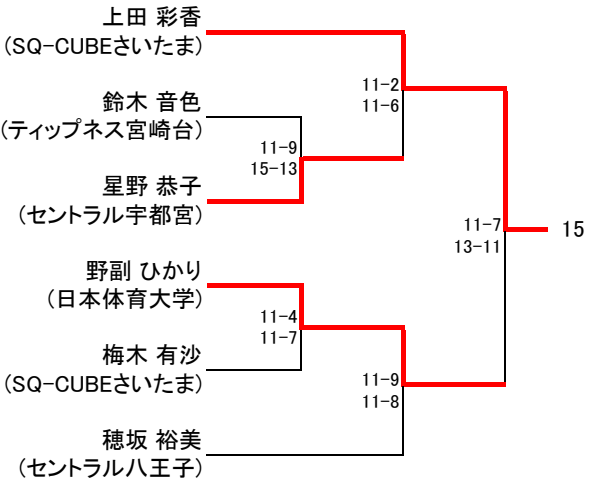 上田 彩香
(SQ-CUBEさいたま)
11-2
11-6
鈴木 音色
(ティップネス宮崎台)
11-9
15-13
星野 恭子
(セントラル宇都宮)
11-7
13-11
15
野副 ひかり
(日本体育大学)
11-4
11-7
梅木 有沙
(SQ-CUBEさいたま)
11-9
11-8
穂坂 裕美
(セントラル八王子)